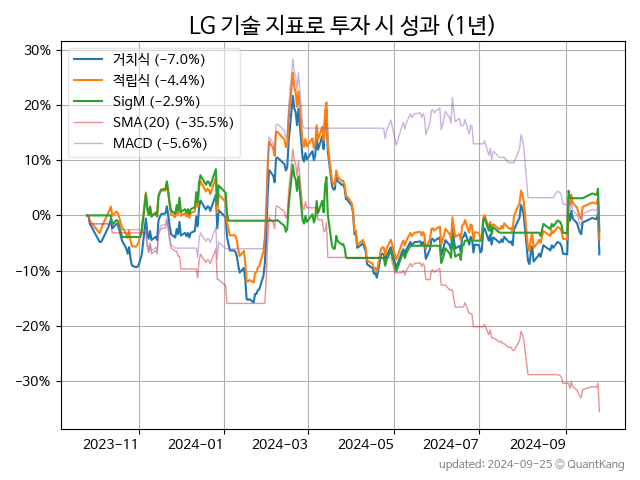 LG 기술 지표로 투자 시 성과 (1년)
30%
20%
10%
0%
−10%
−20%
−30%
거치식 (−7.0%)
적립식 (−4.4%)
SigM (−2.9%)
SMA(20) (−35.5%)
MACD (−5.6%)
2023-11
2024-01
2024-03
2024-05
2024-07
2024-09
updated: 2024-09-25 © QuantKang